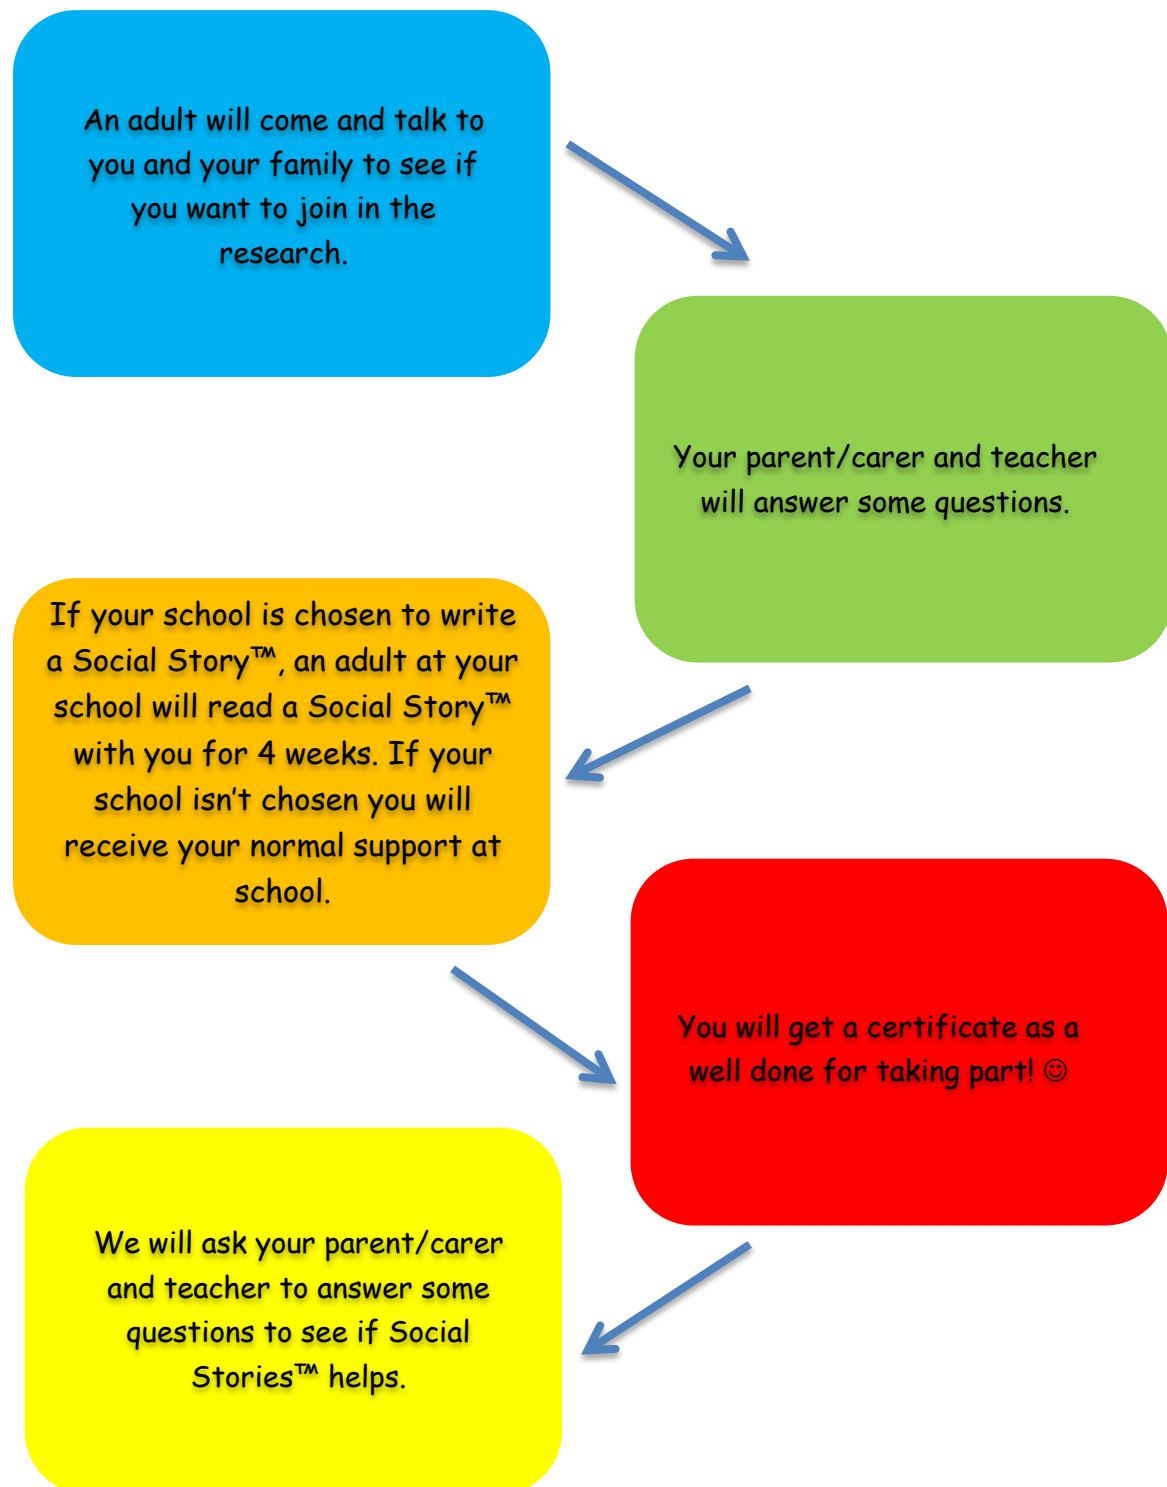 An adult will come and talk to
you and your family to see if
you want to join in the
research.
Your parent/carer and teacher
will answer some questions.
If your school is chosen to write
a Social Story™, an adult at your
school will read a Social Story™
with you for 4 weeks. If your
school isn't chosen you will
receive your normal support at
school.
You will get a certificate as a
well done for taking part! ☺
We will ask your parent/carer
and teacher to answer some
questions to see if Social
Stories™ helps.